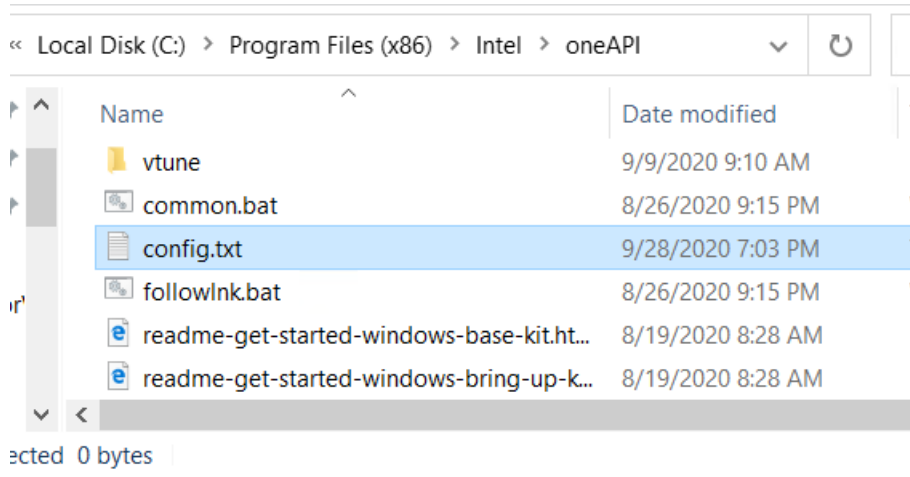 « Local Disk (C:) > Program Files (x86) > Intel > oneAPI
Name Date modified
vtune 9/9/2020 9:10 AM
common.bat 8/26/2020 9:15 PM
config.txt 9/28/2020 7:03 PM
followlnk.bat 8/26/2020 9:15 PM
readme-get-started-windows-base-kit.ht... 8/19/2020 8:28 AM
readme-get-started-windows-bring-up-k... 8/19/2020 8:28 AM
ected 0 bytes